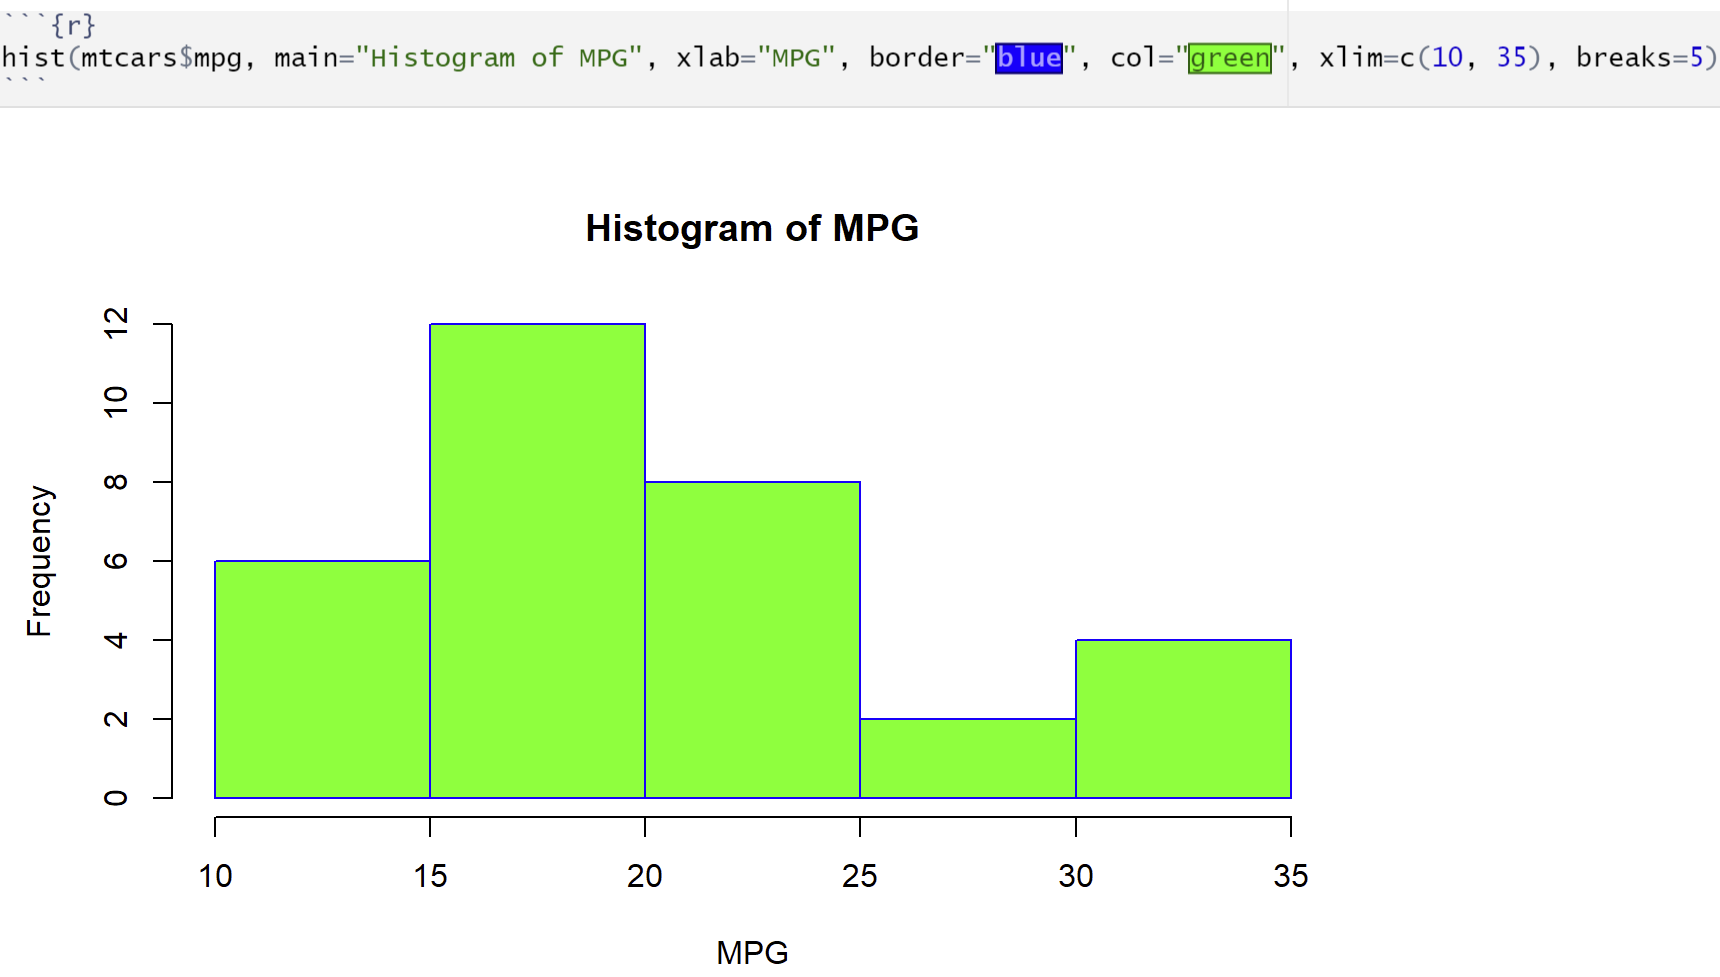 ```{r}
hist(mtcars$mpg, main="Histogram of MPG", xlab="MPG", border="blue", col="green", xlim=c(10, 35), breaks=5)
```
Histogram of MPG
12
10
8
6
4
2
0
Frequency
10 15 20 25 30 35
MPG